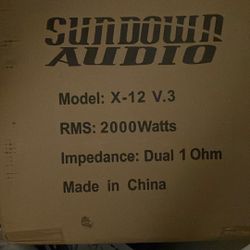 SUNDOWN
AUDIO
Model: X-12 V.3
RMS: 2000Watts
Impedance: Dual 1 Ohm
Made in China